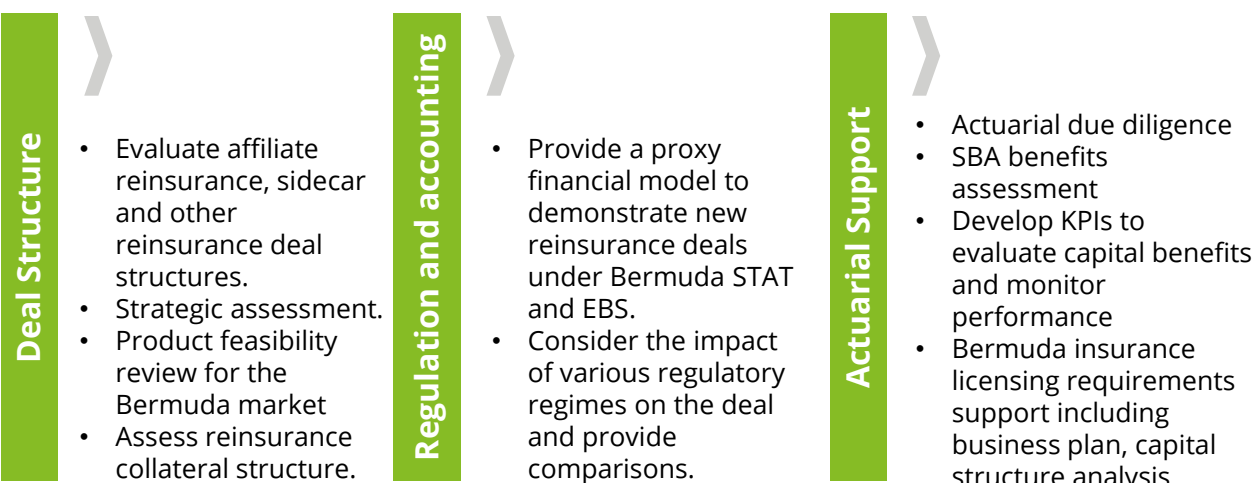 Deal Structure
• Evaluate affiliate
reinsurance, sidecar
and other
reinsurance deal
structures.
• Strategic assessment.
• Product feasibility
review for the
Bermuda market
• Assess reinsurance
collateral structure.
Regulation and accounting
• Provide a proxy
financial model to
demonstrate new
reinsurance deals
under Bermuda STAT
and EBS.
• Consider the impact
of various regulatory
regimes on the deal
and provide
comparisons.
Actuarial Support
• Actuarial due diligence
• SBA benefits
assessment
• Develop KPIs to
evaluate capital benefits
and monitor
performance
• Bermuda insurance
licensing requirements
support including
business plan, capital
structure analysis